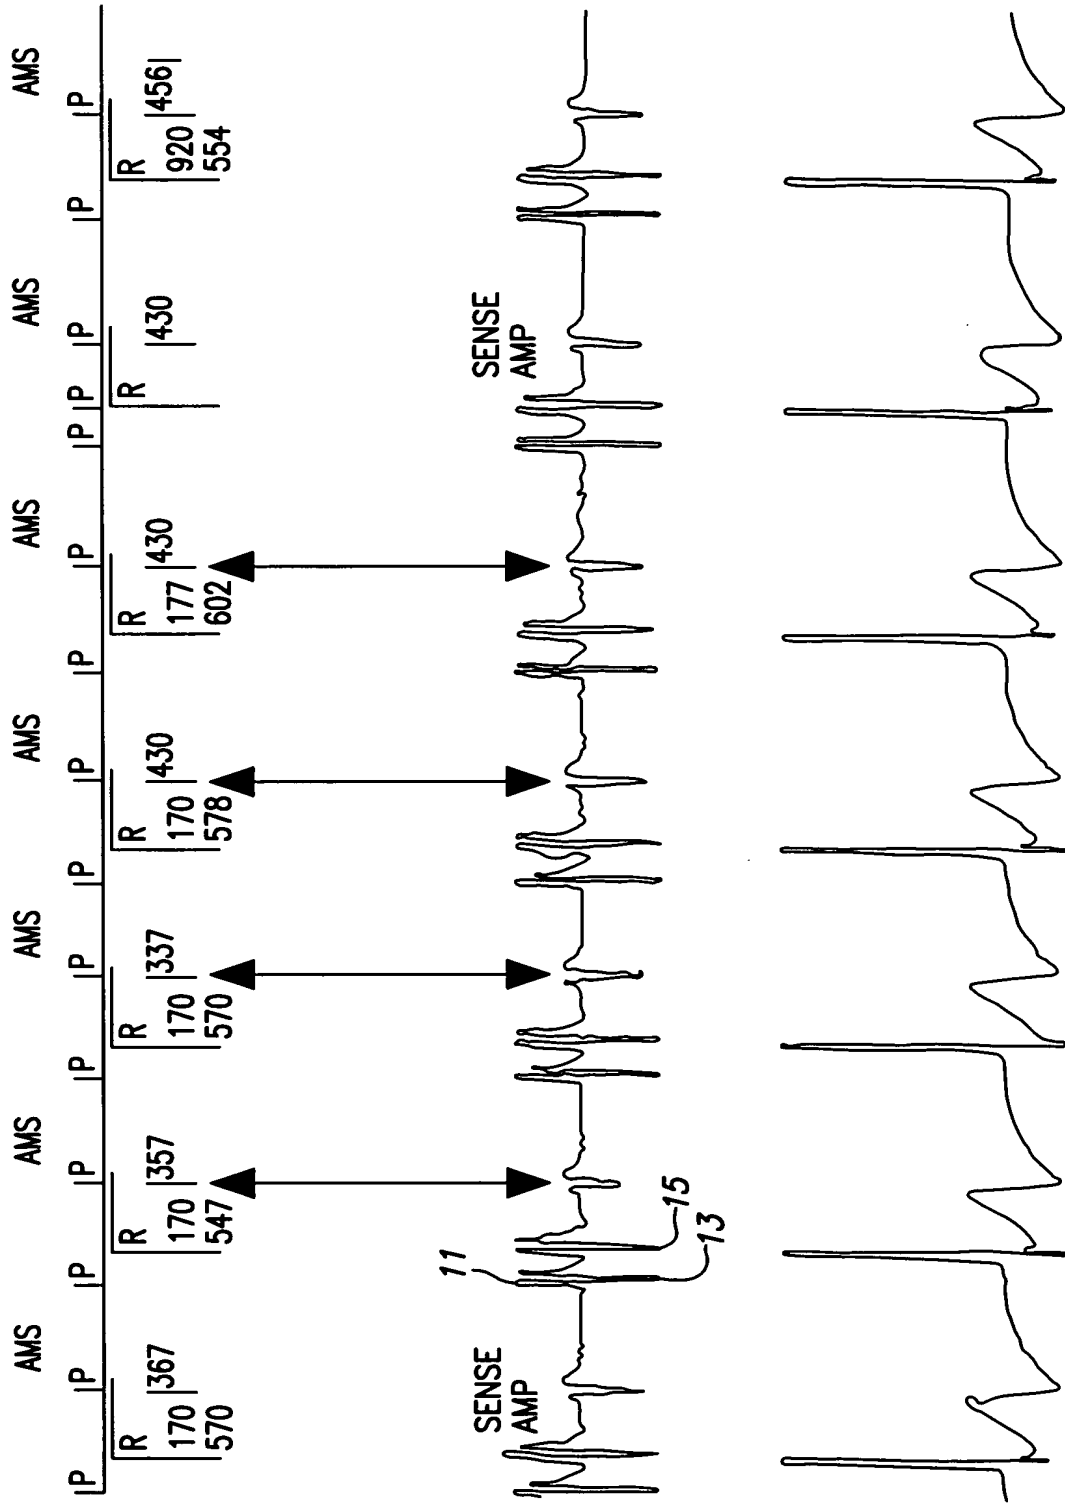 AMS AMS AMS AMS AMS AMS AMS
P P P P P P P P P P P P P P P
R R R R R R R
367 357 337 430 430 430 456
170 170 170 170 177 920
570 547 570 578 602 554
11
SENSE SENSE
AMP AMP
15
13